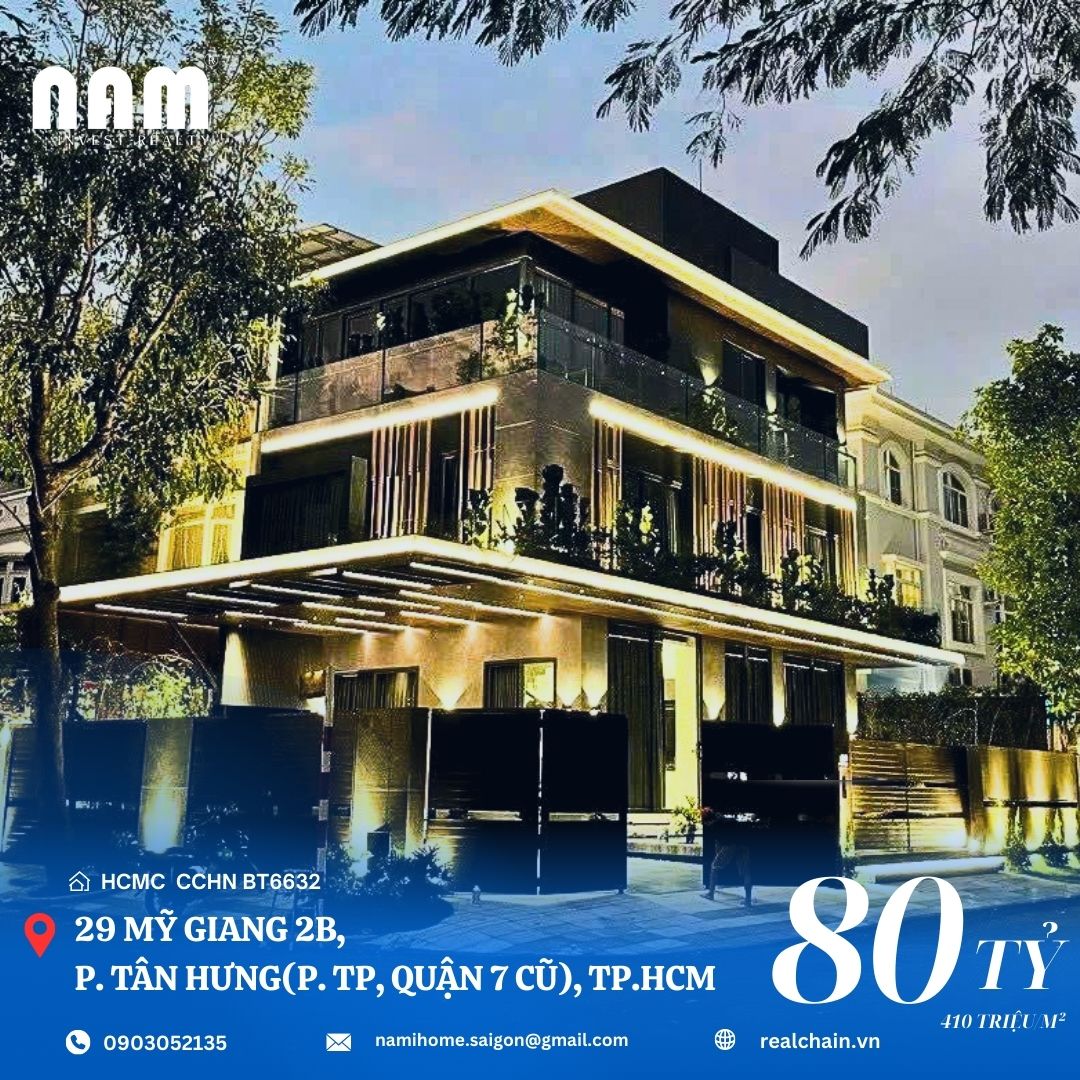 NAM
INVEST REALTY
HCMC CCHN BT6632
29 MỸ GIANG 2B,
P. TÂN HƯNG(P. TP, QUẬN 7 CŨ), TP.HCM
80 TỶ
410 TRIỆU/M²
0903052135
namihome.saigon@gmail.com
realchain.vn